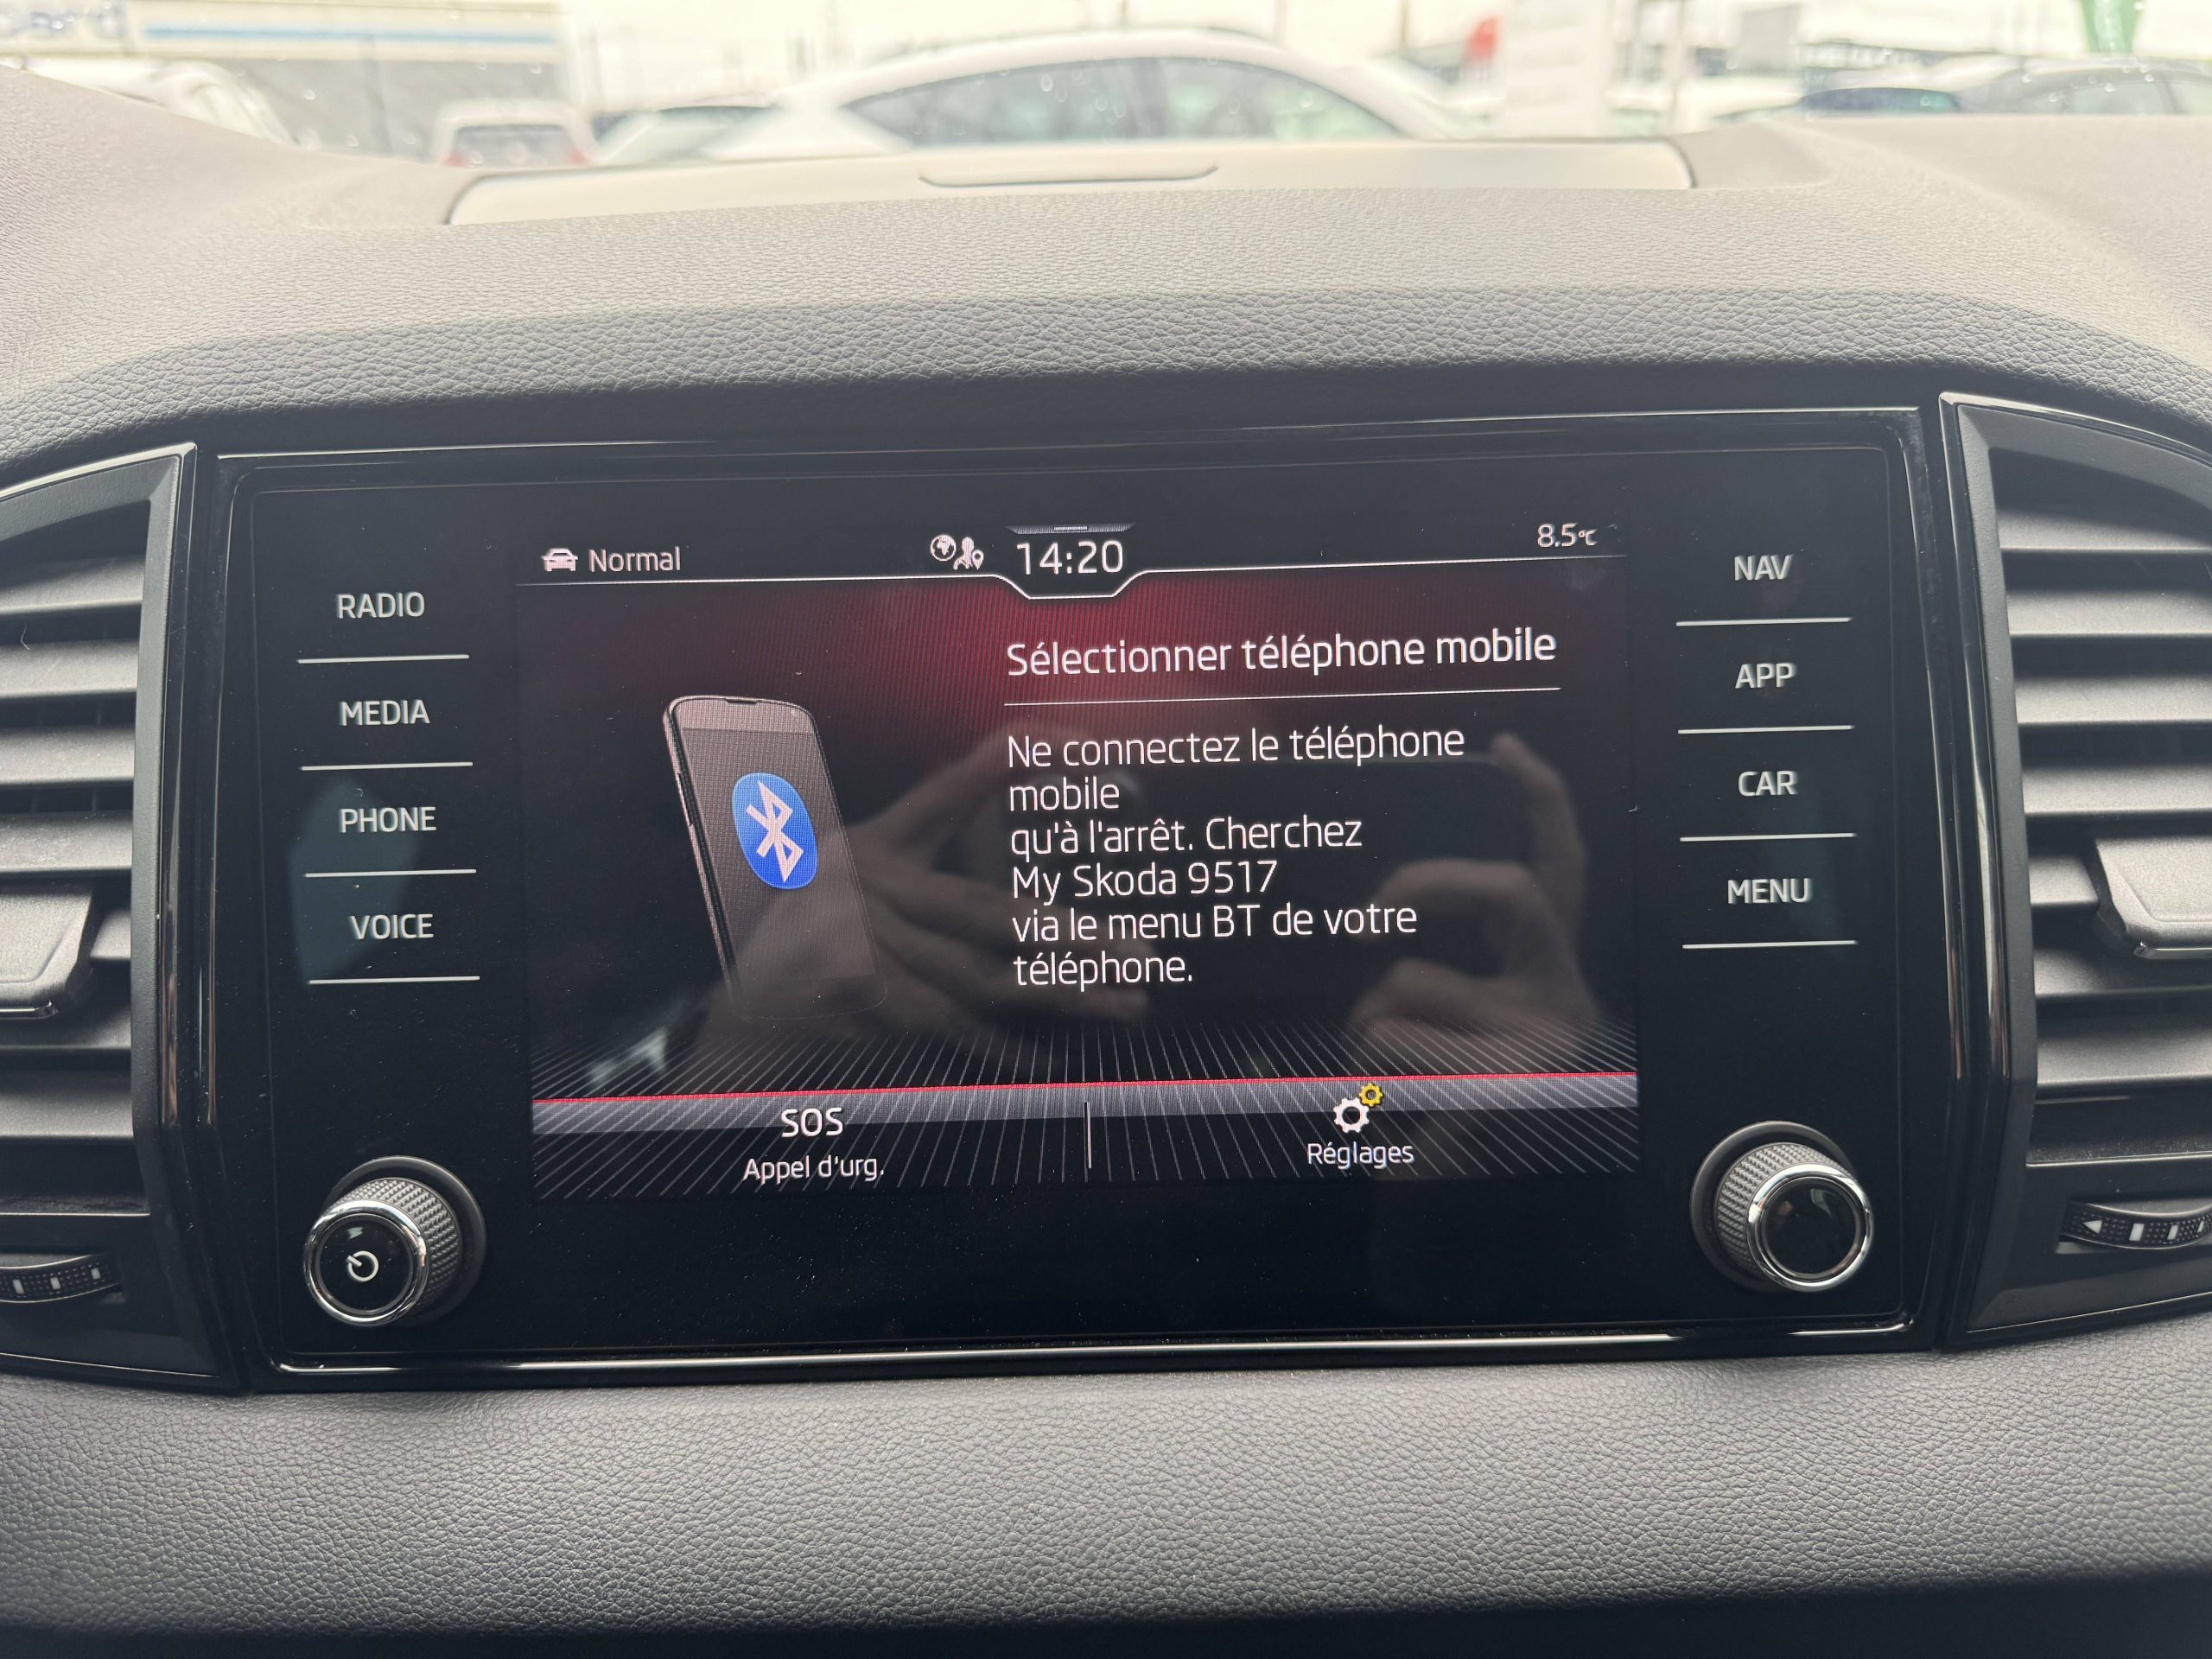 Normal
14:20
8.5°C
RADIO
MEDIA
PHONE
VOICE
Sélectionner téléphone mobile
Ne connectez le téléphone
mobile
qu'à l'arrêt. Cherchez
My Skoda 9517
via le menu BT de votre
téléphone.
SOS
Appel d'urg.
Réglages
NAV
APP
CAR
MENU